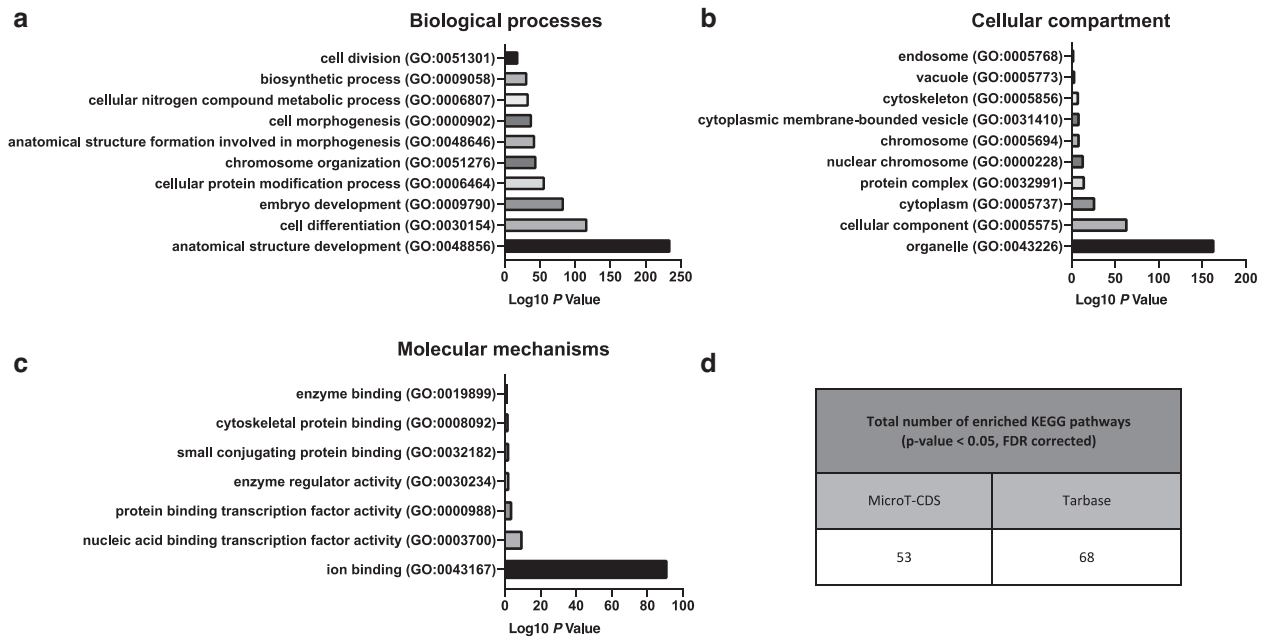 a
Biological processes
cell division (GO:0051301)
biosynthetic process (GO:0009058)
cellular nitrogen compound metabolic process (GO:0006807)
cell morphogenesis (GO:0000902)
anatomical structure formation involved in morphogenesis (GO:0048646)
chromosome organization (GO:0051276)
cellular protein modification process (GO:0006464)
embryo development (GO:0009790)
cell differentiation (GO:0030154)
anatomical structure development (GO:0048856)
0 50 100 150 200 250
Log10 P Value
b
Cellular compartment
endosome (GO:0005768)
vacuole (GO:0005773)
cytoskeleton (GO:0005856)
cytoplasmic membrane-bounded vesicle (GO:0031410)
chromosome (GO:0005694)
nuclear chromosome (GO:0000228)
protein complex (GO:0032991)
cytoplasm (GO:0005737)
cellular component (GO:0005575)
organelle (GO:0043226)
0 50 100 150 200
Log10 P Value
c
Molecular mechanisms
enzyme binding (GO:0019899)
cytoskeletal protein binding (GO:0008092)
small conjugating protein binding (GO:0032182)
enzyme regulator activity (GO:0030234)
protein binding transcription factor activity (GO:0000988)
nucleic acid binding transcription factor activity (GO:0003700)
ion binding (GO:0043167)
0 20 40 60 80 100
Log10 P Value
d
Total number of enriched KEGG pathways
(p-value < 0.05, FDR corrected)
MicroT-CDS Tarbase
53 68